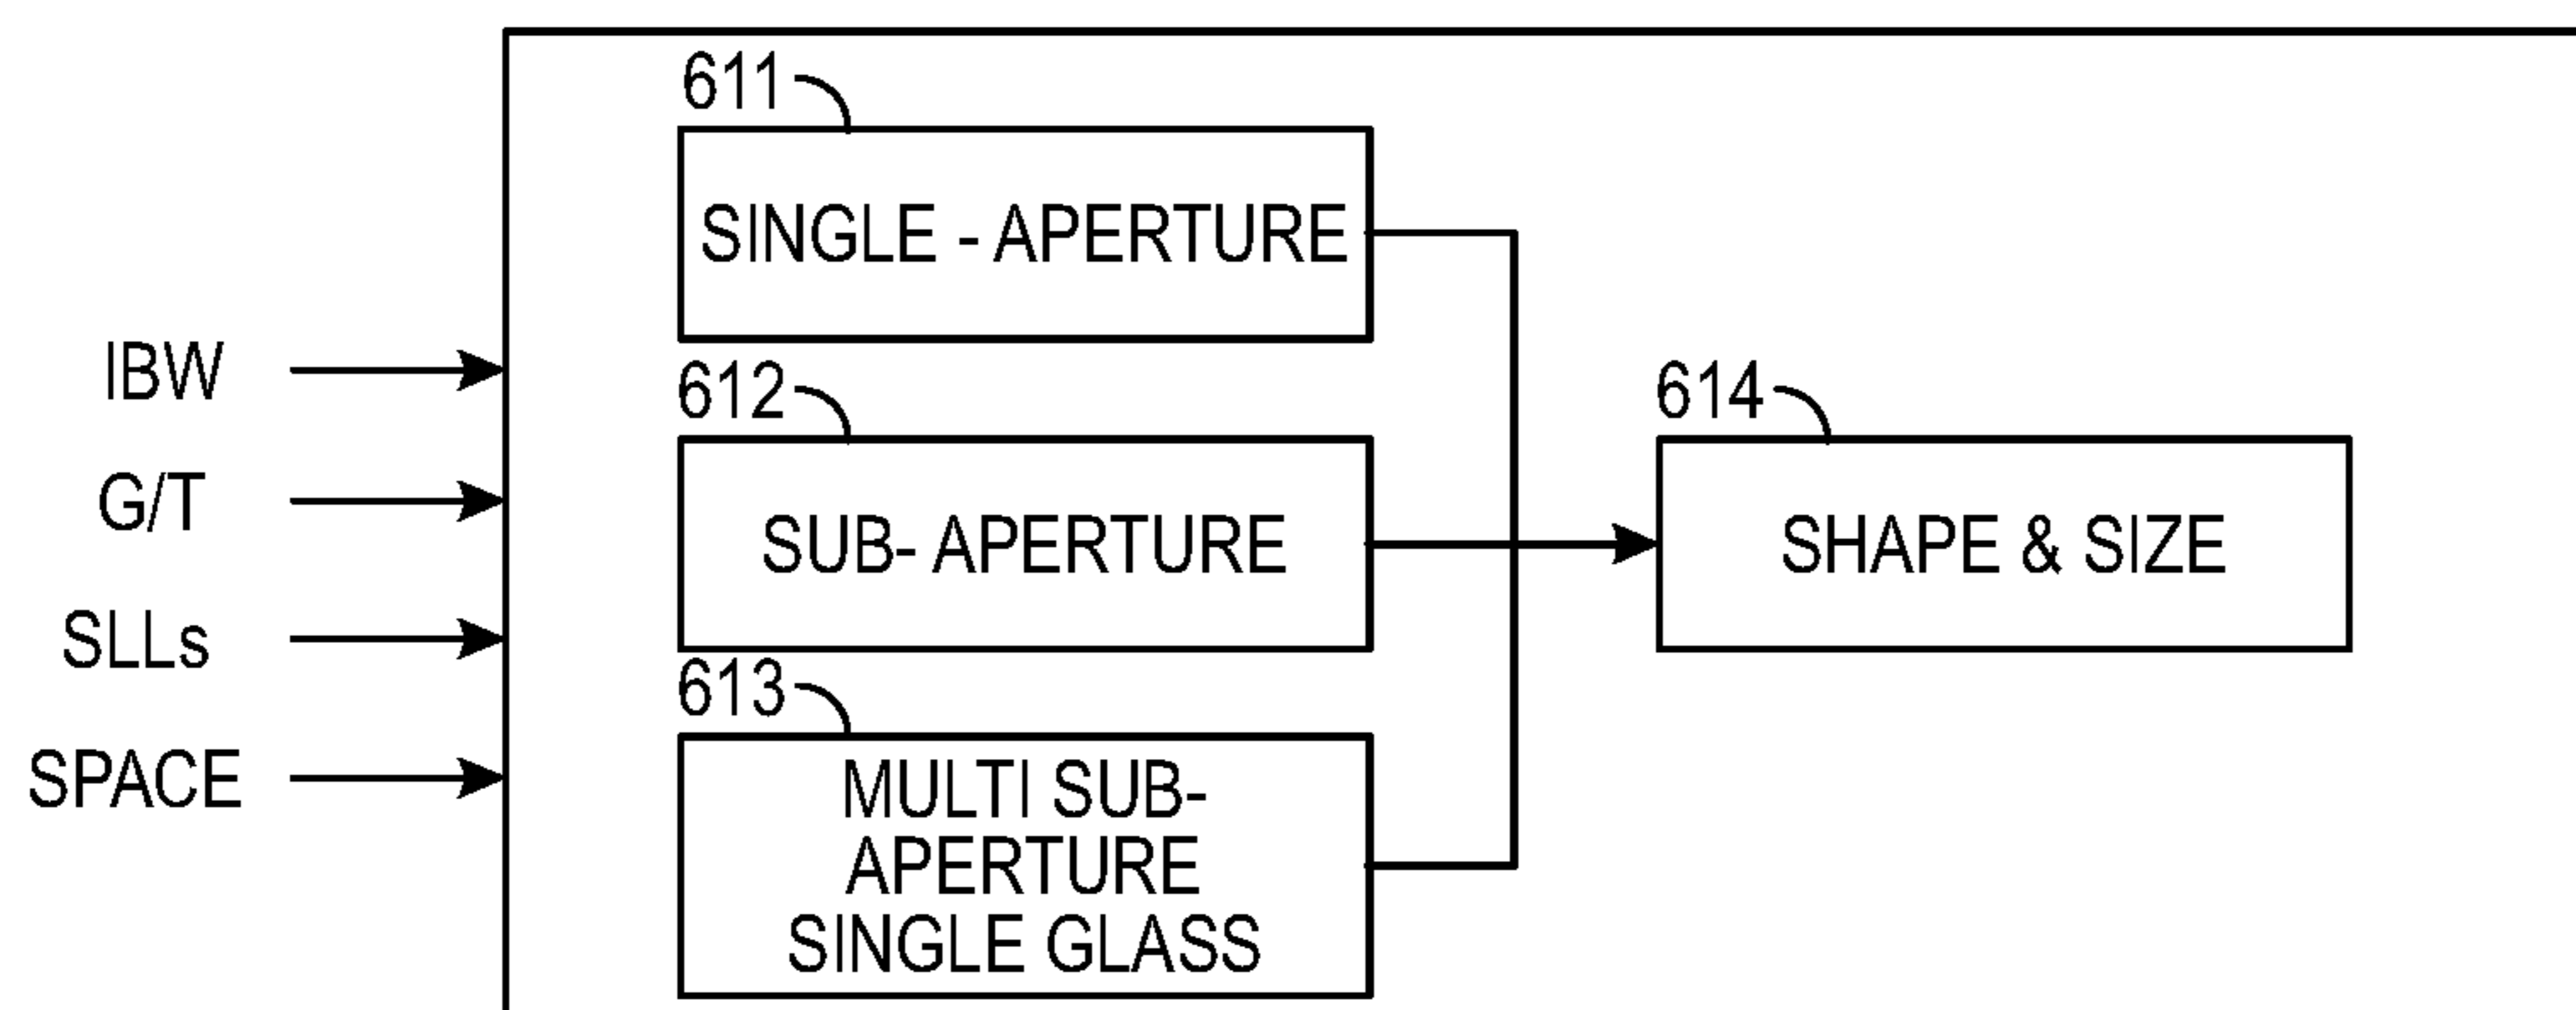 611
SINGLE - APERTURE
IBW
G/T
SLLs
SPACE
612
SUB- APERTURE
613
MULTI SUB-
APERTURE
SINGLE GLASS
614
SHAPE & SIZE